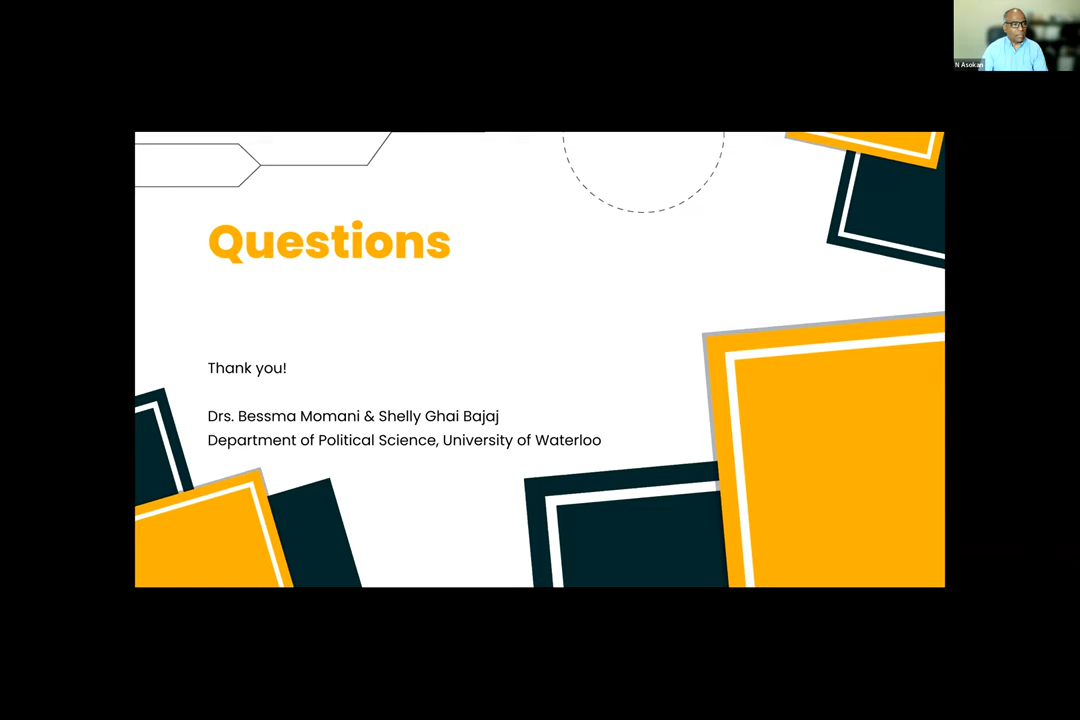 N Asokan
Questions
Thank you!
Drs. Bessma Momani & Shelly Ghai Bajaj
Department of Political Science, University of Waterloo